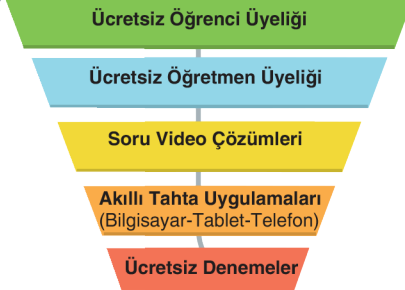 Ücretsiz Öğrenci Üyeliği
Ücretsiz Öğretmen Üyeliği
Soru Video Çözümleri
Akıllı Tahta Uygulamaları
(Bilgisayar-Tablet-Telefon)
Ücretsiz Denemeler